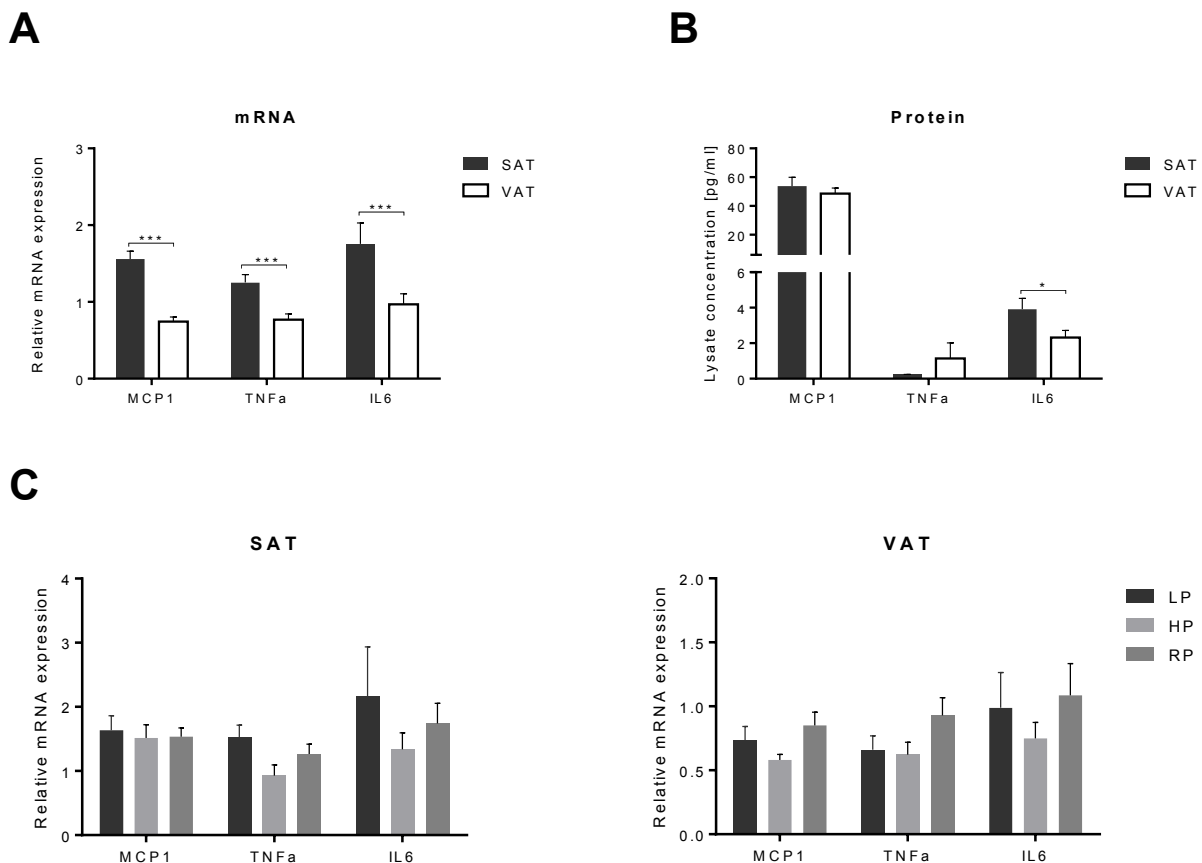 A
B
mRNA
Protein
Relative mRNA expression
3
2
1
0
***
***
***
SAT
VAT
MCP1
TNFa
IL6
Lysate concentration [pg/ml]
80
60
40
20
6
4
2
0
*
SAT
VAT
MCP1
TNFa
IL6
C
SAT
VAT
Relative mRNA expression
4
3
2
1
0
MCP1
TNFa
IL6
Relative mRNA expression
2.0
1.5
1.0
0.5
0.0
MCP1
TNFa
IL6
LP
HP
RP